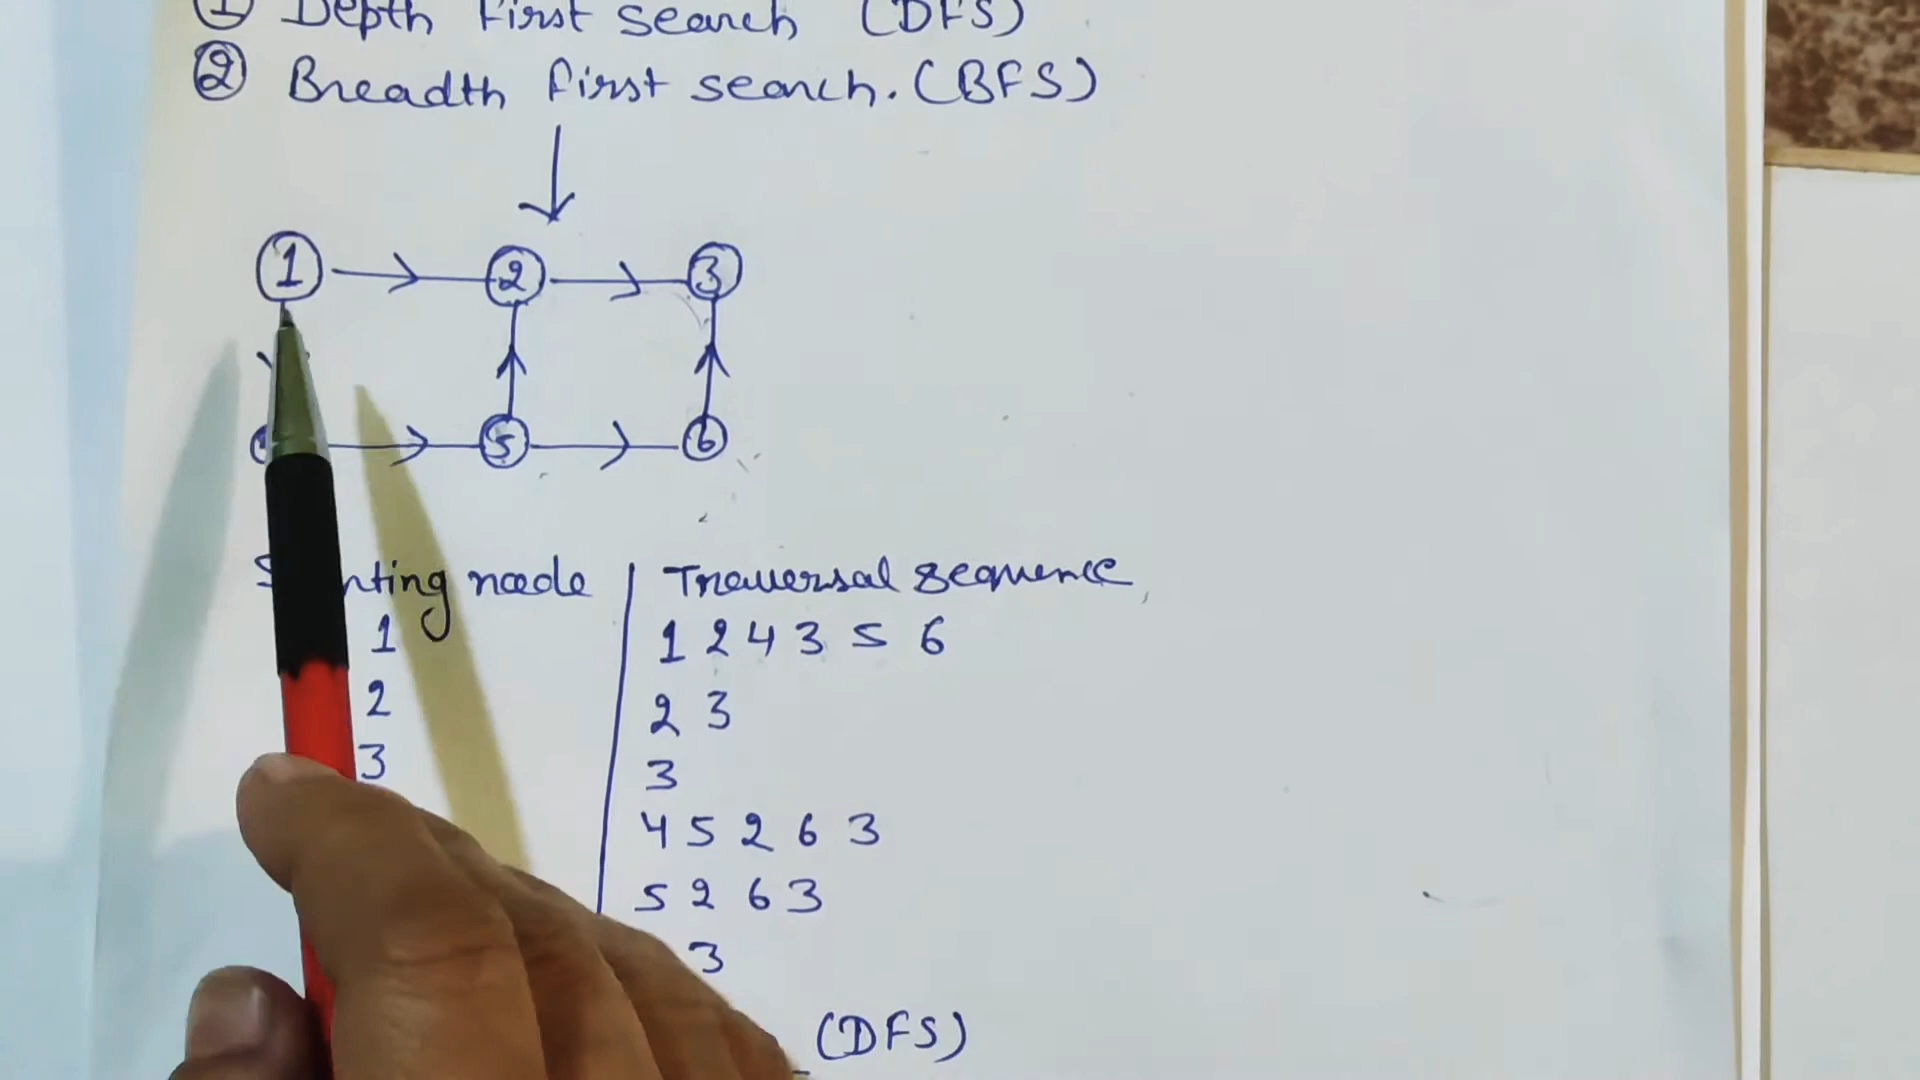 ① Depth First Search (DFS)
② Breadth first search. (BFS)
1 2 3
5 6
node | Traversal sequence
1 | 1 2 4 3 5 6
2 | 2 3
3 | 3
4 5 2 6 3
5 2 6 3
3
(DFS)